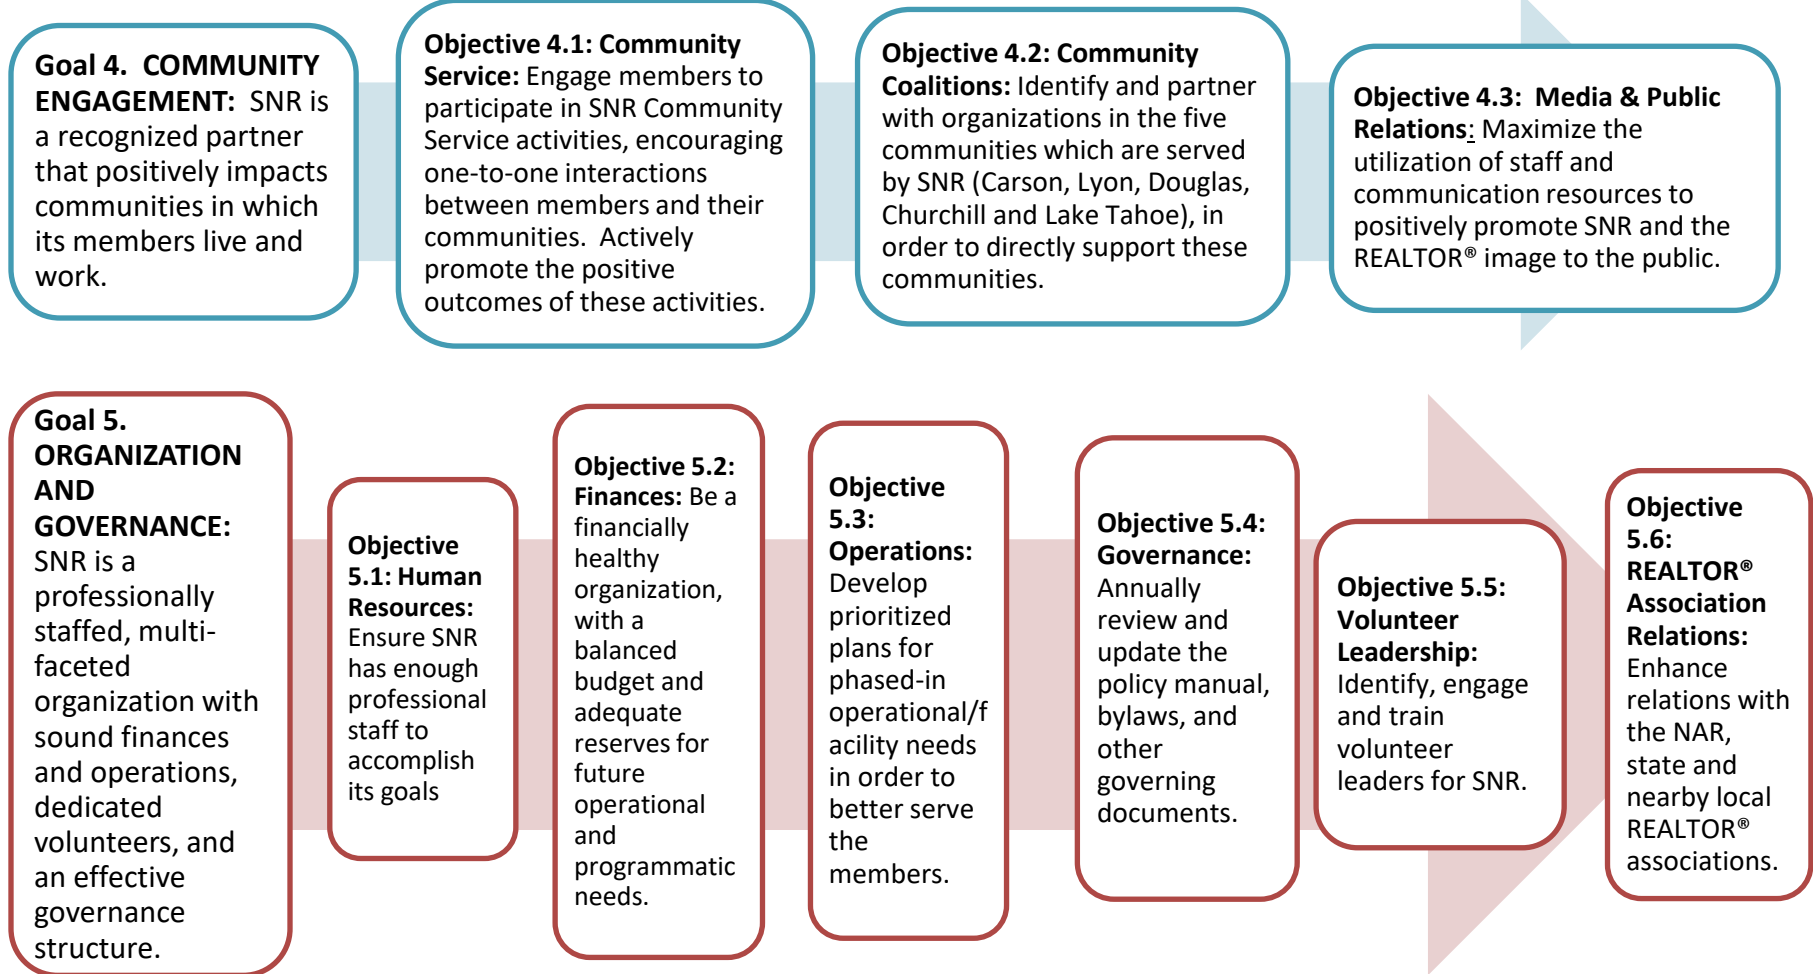 Goal 4.  COMMUNITY
ENGAGEMENT:  SNR is
a recognized partner
that positively impacts
communities in which
its members live and
work.
Objective 4.1: Community
Service: Engage members to
participate in SNR Community
Service activities, encouraging
one-to-one interactions
between members and their
communities.  Actively
promote the positive
outcomes of these activities.
Objective 4.2: Community
Coalitions: Identify and partner
with organizations in the five
communities which are served
by SNR (Carson, Lyon, Douglas,
Churchill and Lake Tahoe), in
order to directly support these
communities.
Objective 4.3:  Media & Public
Relations: Maximize the
utilization of staff and
communication resources to
positively promote SNR and the
REALTOR® image to the public.
Goal 5.
ORGANIZATION
AND
GOVERNANCE:
SNR is a
professionally
staffed, multi-
faceted
organization with
sound finances
and operations,
dedicated
volunteers, and
an effective
governance
structure.
Objective
5.1: Human
Resources:
Ensure SNR
has enough
professional
staff to
accomplish
its goals
Objective 5.2:
Finances: Be a
financially
healthy
organization,
with a
balanced
budget and
adequate
reserves for
future
operational
and
programmatic
needs.
Objective
5.3:
Operations:
Develop
prioritized
plans for
phased-in
operational/f
acility needs
in order to
better serve
the
members.
Objective 5.4:
Governance:
Annually
review and
update the
policy manual,
bylaws, and
other
governing
documents.
Objective 5.5:
Volunteer
Leadership:
Identify, engage
and train
volunteer
leaders for SNR.
Objective
5.6:
REALTOR®
Association
Relations:
Enhance
relations with
the NAR,
state and
nearby local
REALTOR®
associations.